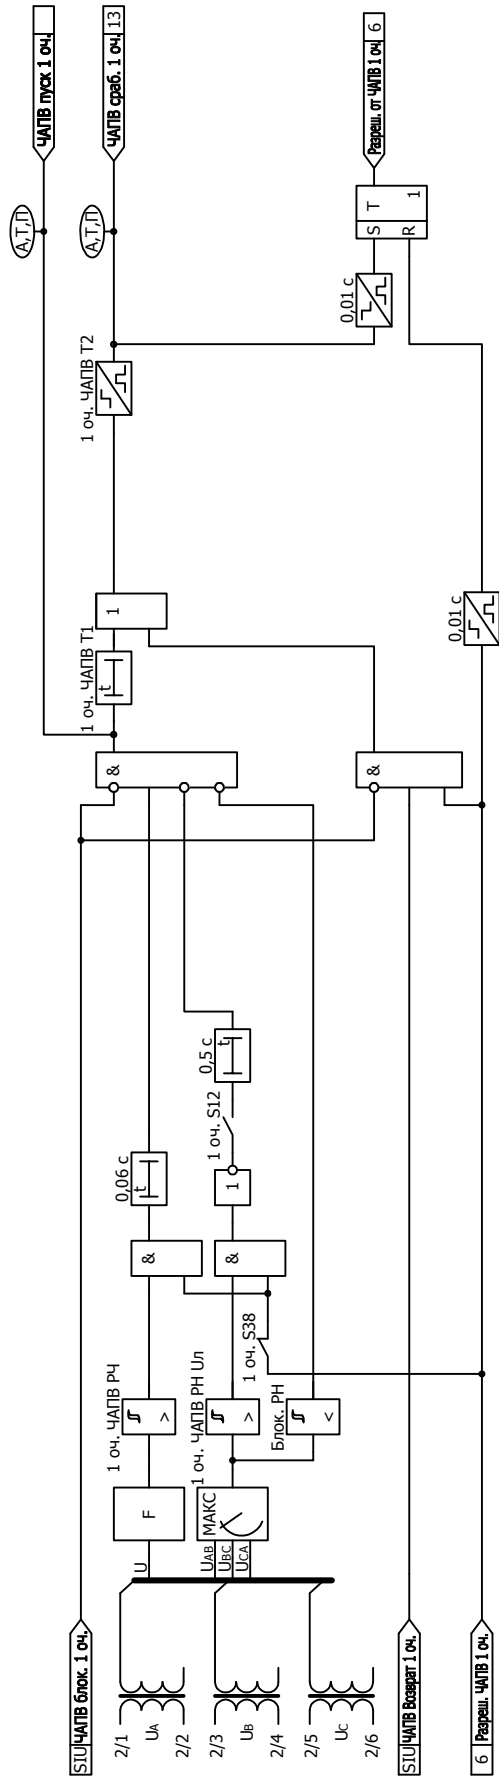 SIU ЧАПВ блок. 1 оч.
2/1
UA
2/2
2/3
UB
2/4
2/5
UC
2/6
SIU ЧАПВ Возврат 1 оч.
6 Разреш. ЧАПВ 1 оч.
U
UAB
UBC
UCA
F
МАКС
1 оч. ЧАПВ РЧ
>
1 оч. ЧАПВ РН Uл
>
Блок. РН
<
1 оч. S38
&
&
0,06 с
t
1
1 оч. S12
0,5 с
t
&
&
1 оч. ЧАПВ T1
t
1
0,01 с
1 оч. ЧАПВ T2
0,01 с
S T
R 1
А,Т,П
А,Т,П
ЧАПВ пуск 1 оч.
ЧАПВ сраб. 1 оч. 13
Разреш. от ЧАПВ 1 оч. 6